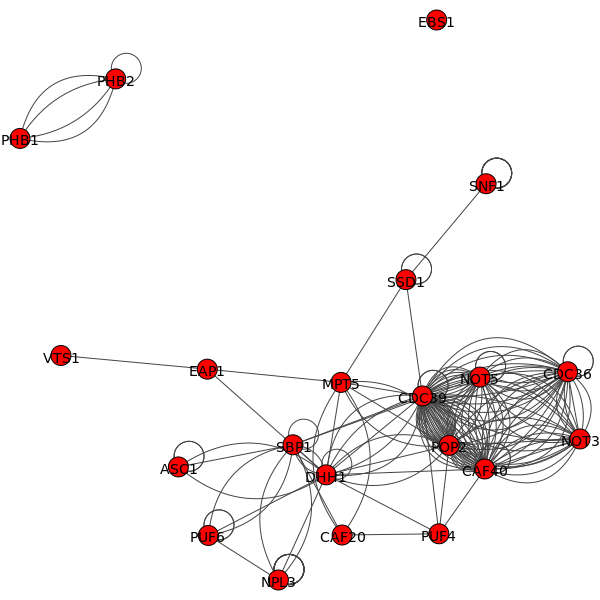 EBS1
PHB2
PHB1
SNF1
SSD1
VTS1
EAP1
MPT5
NOT5
CDC36
CDC39
SBP1
POP2
NOT3
ASC1
DHH1
CAF40
PUF6
CAF20
PUF4
NPL3